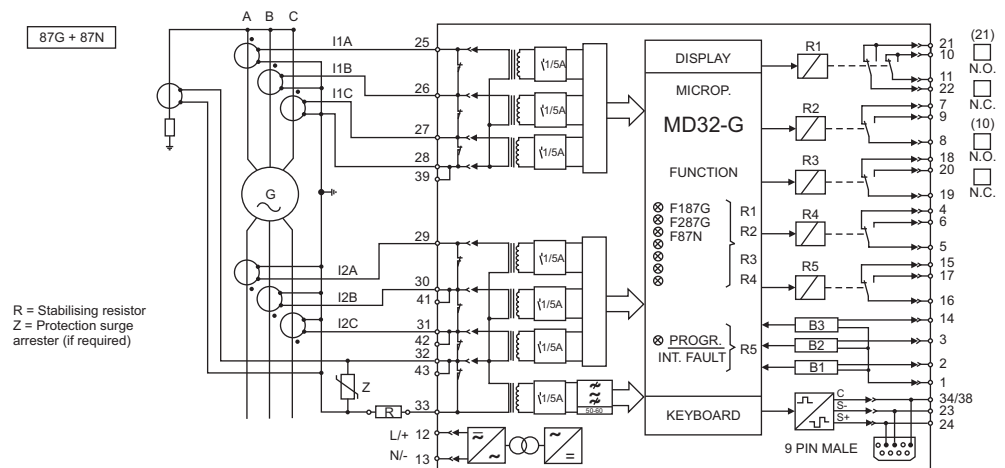 87G + 87N
A B C
I1A
I1B
I1C
25
26
27
28
39
G
I2A
I2B
I2C
29
30
41
31
42
32
43
33
Z
R
L/+ 12
N/- 13
R = Stabilising resistor
Z = Protection surge
arrester (if required)
1/5A
1/5A
1/5A
1/5A
1/5A
1/5A
1/5A
50-60
DISPLAY
MICROP.
MD32-G
FUNCTION
F187G
F287G
F87N
R1
R2
R3
R4
PROGR.
INT. FAULT
R5
KEYBOARD
R1
R2
R3
R4
R5
B3
B2
B1
C
S-
S+
9 PIN MALE
21
10
11
22
7
9
8
18
20
19
4
6
5
15
17
16
14
3
2
1
34/38
23
24
(21)
N.O.
N.C.
(10)
N.O.
N.C.